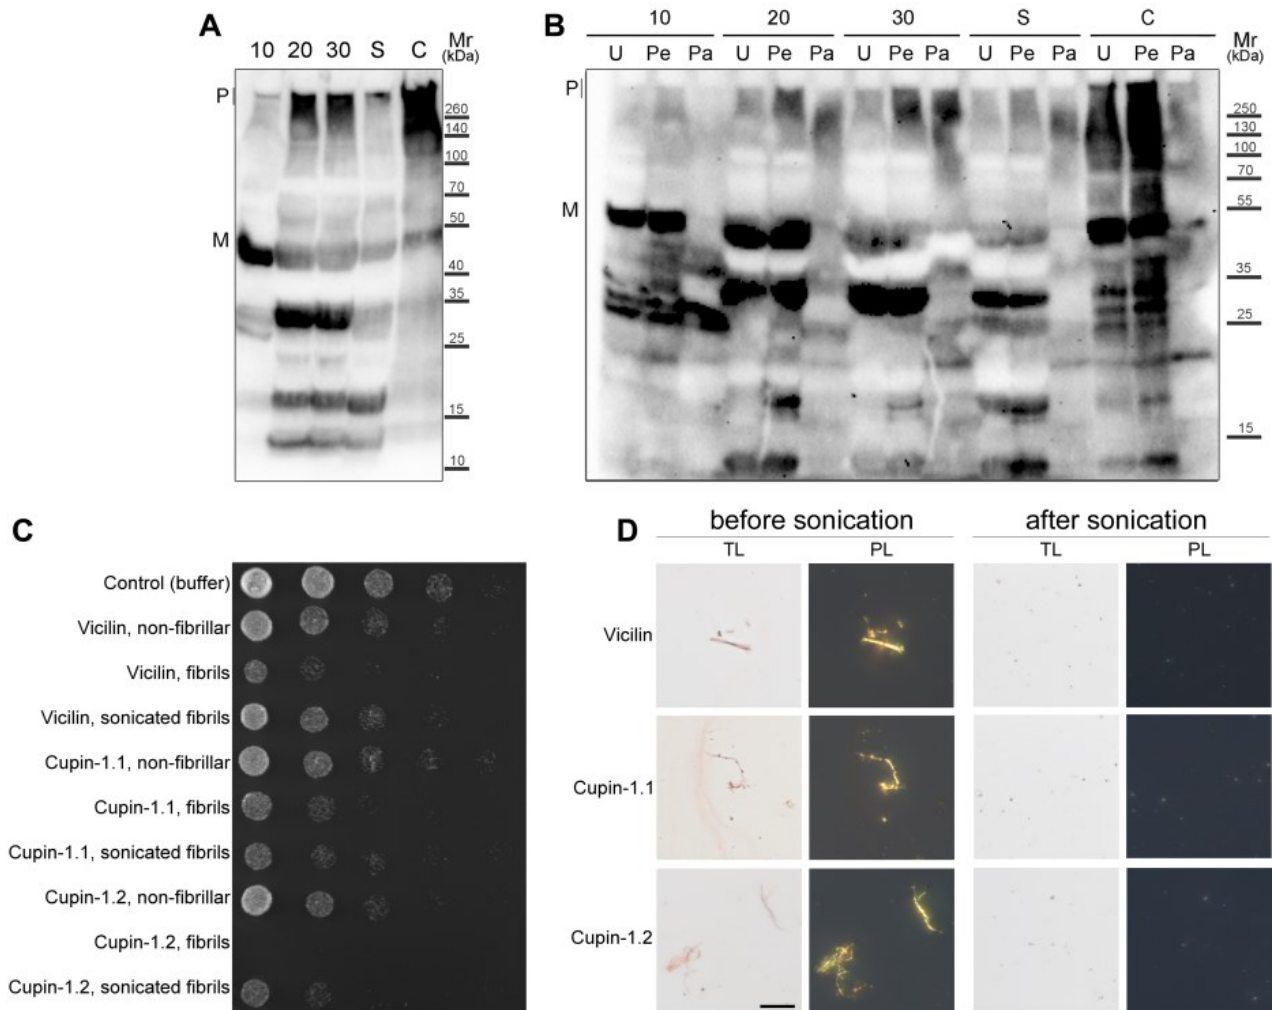 A
10 20 30 S C Mr
(kDa)
P
M
260
140
100
70
50
40
35
25
15
10
B
10 20 30 S C
U Pe Pa U Pe Pa U Pe Pa U Pe Pa U Pe Pa Mr
(kDa)
P
M
250
130
100
70
55
35
25
15
C
Control (buffer)
Vicilin, non-fibrillar
Vicilin, fibrils
Vicilin, sonicated fibrils
Cupin-1.1, non-fibrillar
Cupin-1.1, fibrils
Cupin-1.1, sonicated fibrils
Cupin-1.2, non-fibrillar
Cupin-1.2, fibrils
Cupin-1.2, sonicated fibrils
D
before sonication after sonication
TL PL TL PL
Vicilin
Cupin-1.1
Cupin-1.2